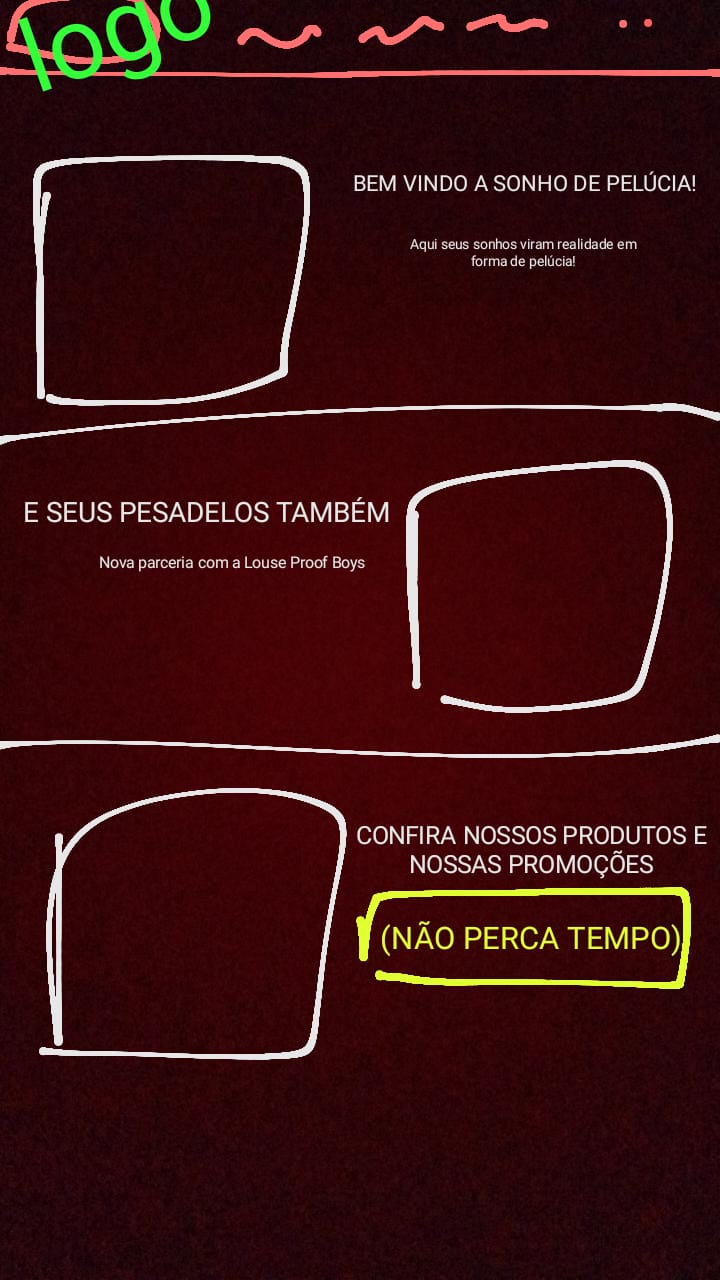 logo
BEM VINDO A SONHO DE PELÚCIA!
Aqui seus sonhos viram realidade em
forma de pelúcia!
E SEUS PESADELOS TAMBÉM
Nova parceria com a Louse Proof Boys
CONFIRA NOSSOS PRODUTOS E
NOSSAS PROMOÇÕES
(NÃO PERCA TEMPO)